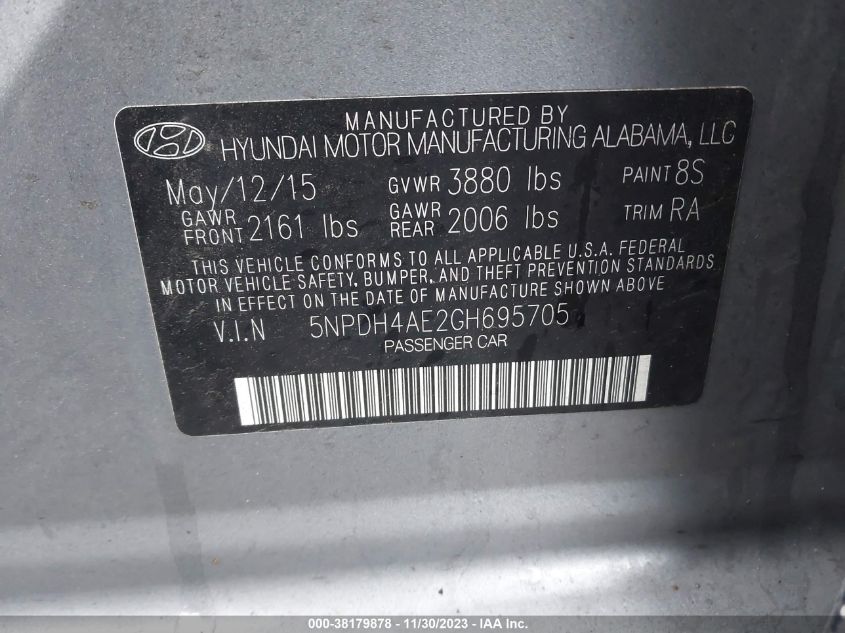 MANUFACTURED BY
HYUNDAI MOTOR MANUFACTURING ALABAMA, LLC
May/12/15 GVWR 3880 lbs PAINT 8S
GAWR FRONT 2161 lbs GAWR REAR 2006 lbs TRIM RA
THIS VEHICLE CONFORMS TO ALL APPLICABLE U.S.A. FEDERAL
MOTOR VEHICLE SAFETY, BUMPER, AND THEFT PREVENTION STANDARDS
IN EFFECT ON THE DATE OF MANUFACTURE SHOWN ABOVE
V.I.N 5NPDH4AE2GH695705
PASSENGER CAR
000-38179878 - 11/30/2023 - IAA Inc.